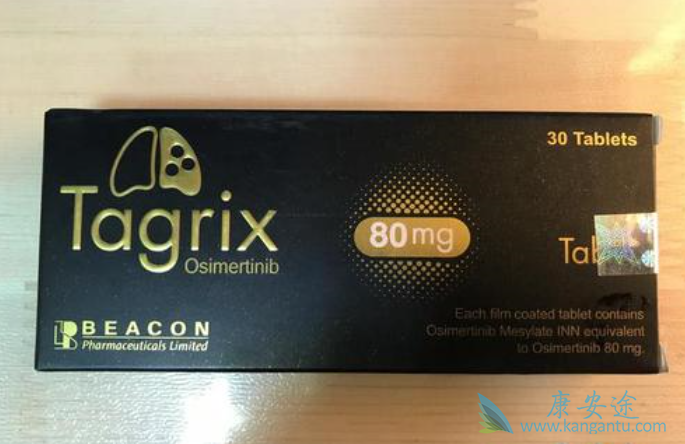 30 Tablets
Tagrix
Osimertinib
80mg
BEACON
Pharmaceuticals Limited
Each film coated tablet contains
Osimertinib Mesylate INN equivalent
to Osimertinib 80 mg.
康安途
www.kangantu.com